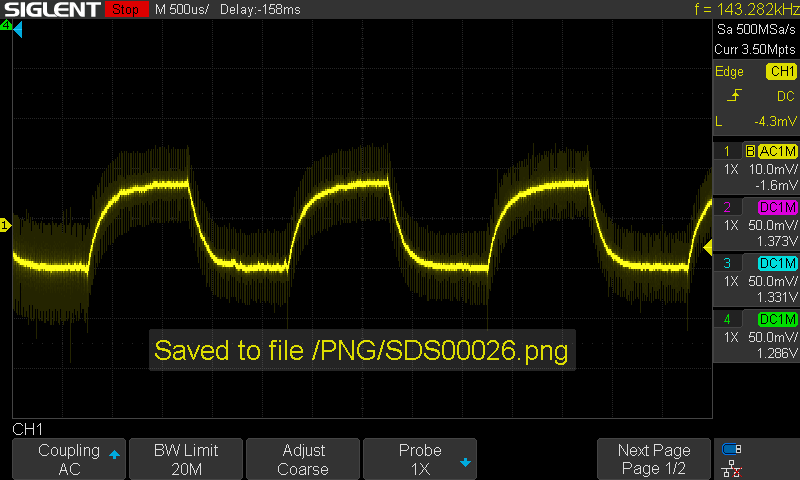 SIGLENT Stop M 500us/ Delay:-158ms f = 143.282kHz
Sa 500MSa/s
Curr 3.50Mpts
Edge CH1
DC
L -4.3mV
1 B AC1M
1X 10.0mV/
-1.6mV
2 DC1M
1X 50.0mV/
1.373V
3 DC1M
1X 50.0mV/
1.331V
4 DC1M
1X 50.0mV/
1.286V
4
1
Saved to file /PNG/SDS00026.png
CH1
Coupling
AC
BW Limit
20M
Adjust
Coarse
Probe
1X
Next Page
Page 1/2